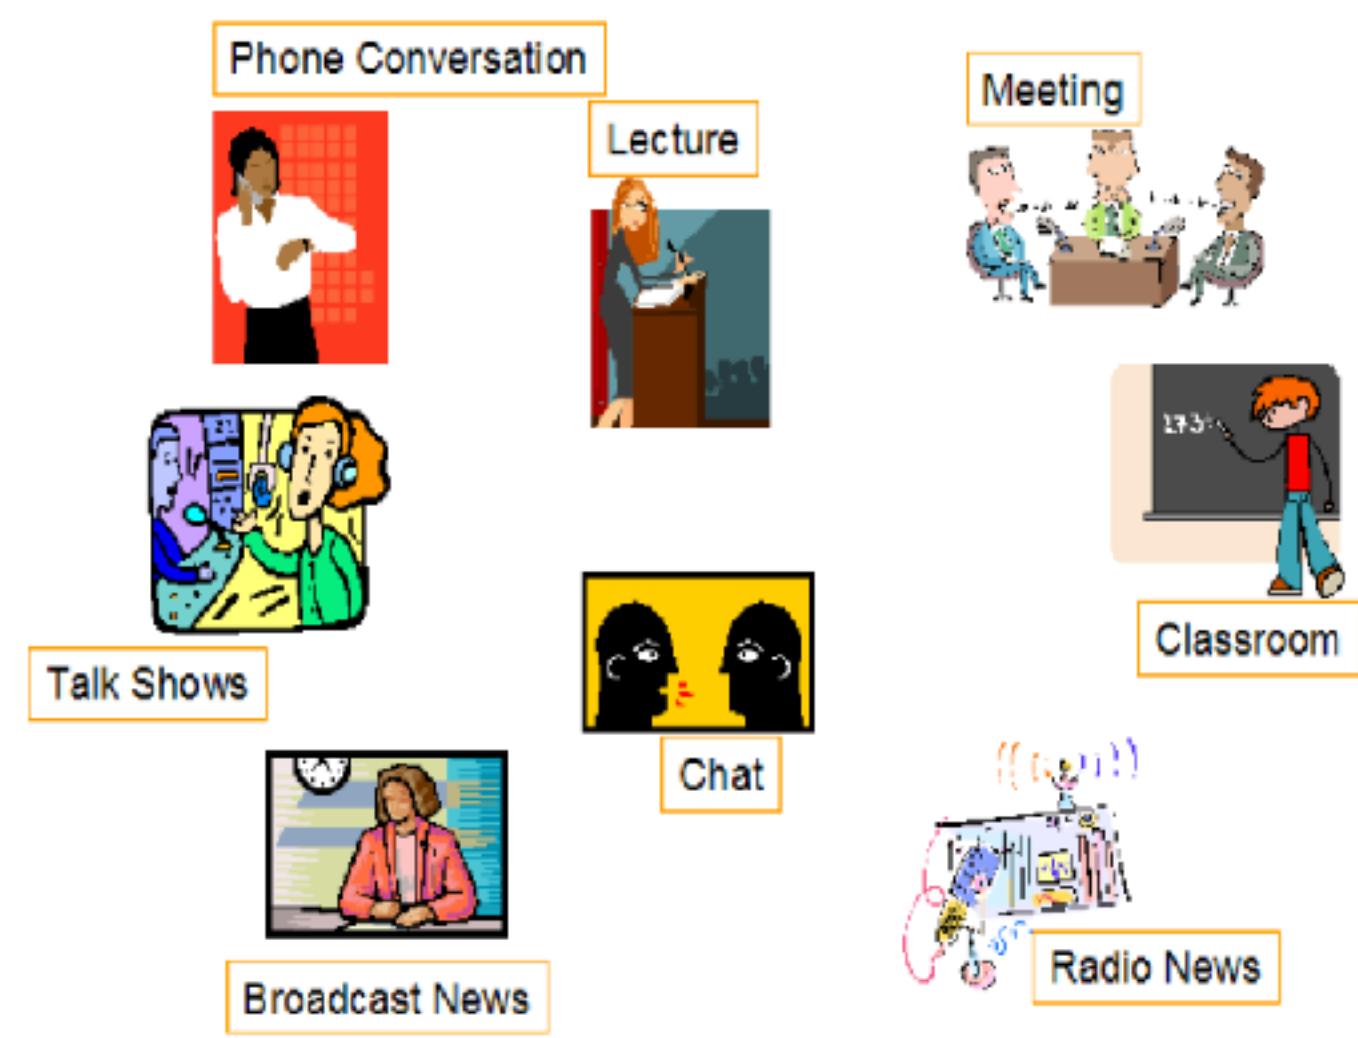 Phone Conversation
Lecture
Meeting
Talk Shows
Chat
Classroom
Broadcast News
Radio News